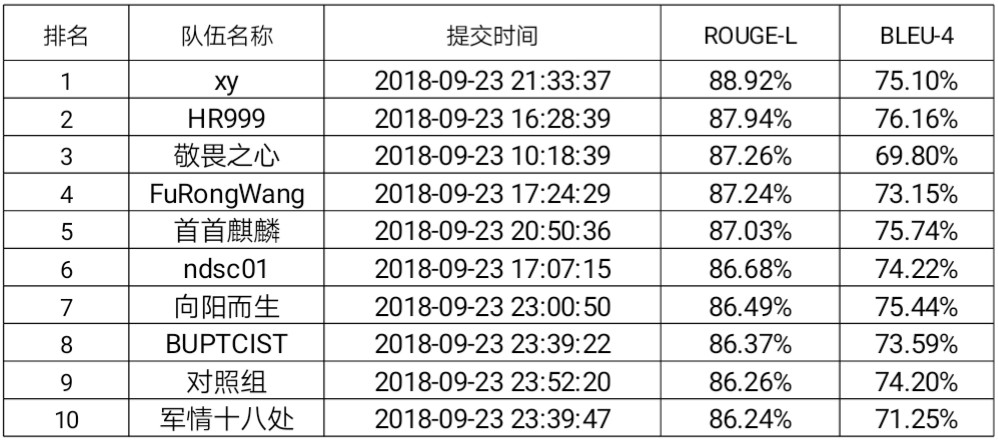 排名 队伍名称 提交时间 ROUGE-L BLEU-4
1 xy 2018-09-23 21:33:37 88.92% 75.10%
2 HR999 2018-09-23 16:28:39 87.94% 76.16%
3 敬畏之心 2018-09-23 10:18:39 87.26% 69.80%
4 FuRongWang 2018-09-23 17:24:29 87.24% 73.15%
5 首首麒麟 2018-09-23 20:50:36 87.03% 75.74%
6 ndsc01 2018-09-23 17:07:15 86.68% 74.22%
7 向阳而生 2018-09-23 23:00:50 86.49% 75.44%
8 BUPTCIST 2018-09-23 23:39:22 86.37% 73.59%
9 对照组 2018-09-23 23:52:20 86.26% 74.20%
10 军情十八处 2018-09-23 23:39:47 86.24% 71.25%